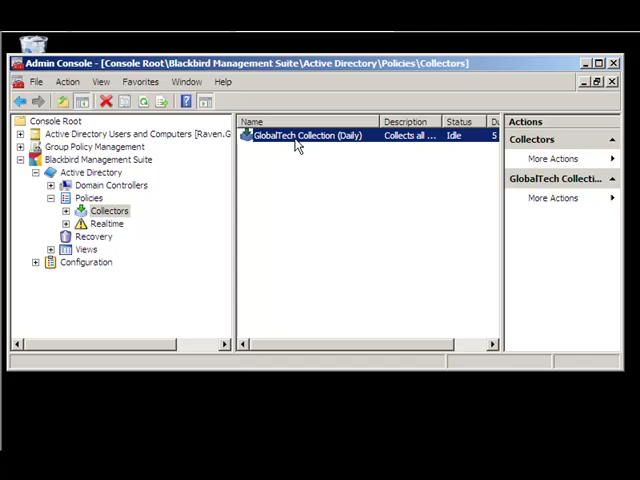 Admin Console - [Console Root\Blackbird Management Suite\Active Directory\Policies\Collectors]
File Action View Favorites Window Help
Console Root
Active Directory Users and Computers [Raven.G
Group Policy Management
Blackbird Management Suite
Active Directory
Domain Controllers
Policies
Collectors
Realtime
Recovery
Views
Configuration
Name Description Status Du
GlobalTech Collection (Daily) Collects all ... Idle 5
Actions
Collectors
More Actions
GlobalTech Collecti...
More Actions